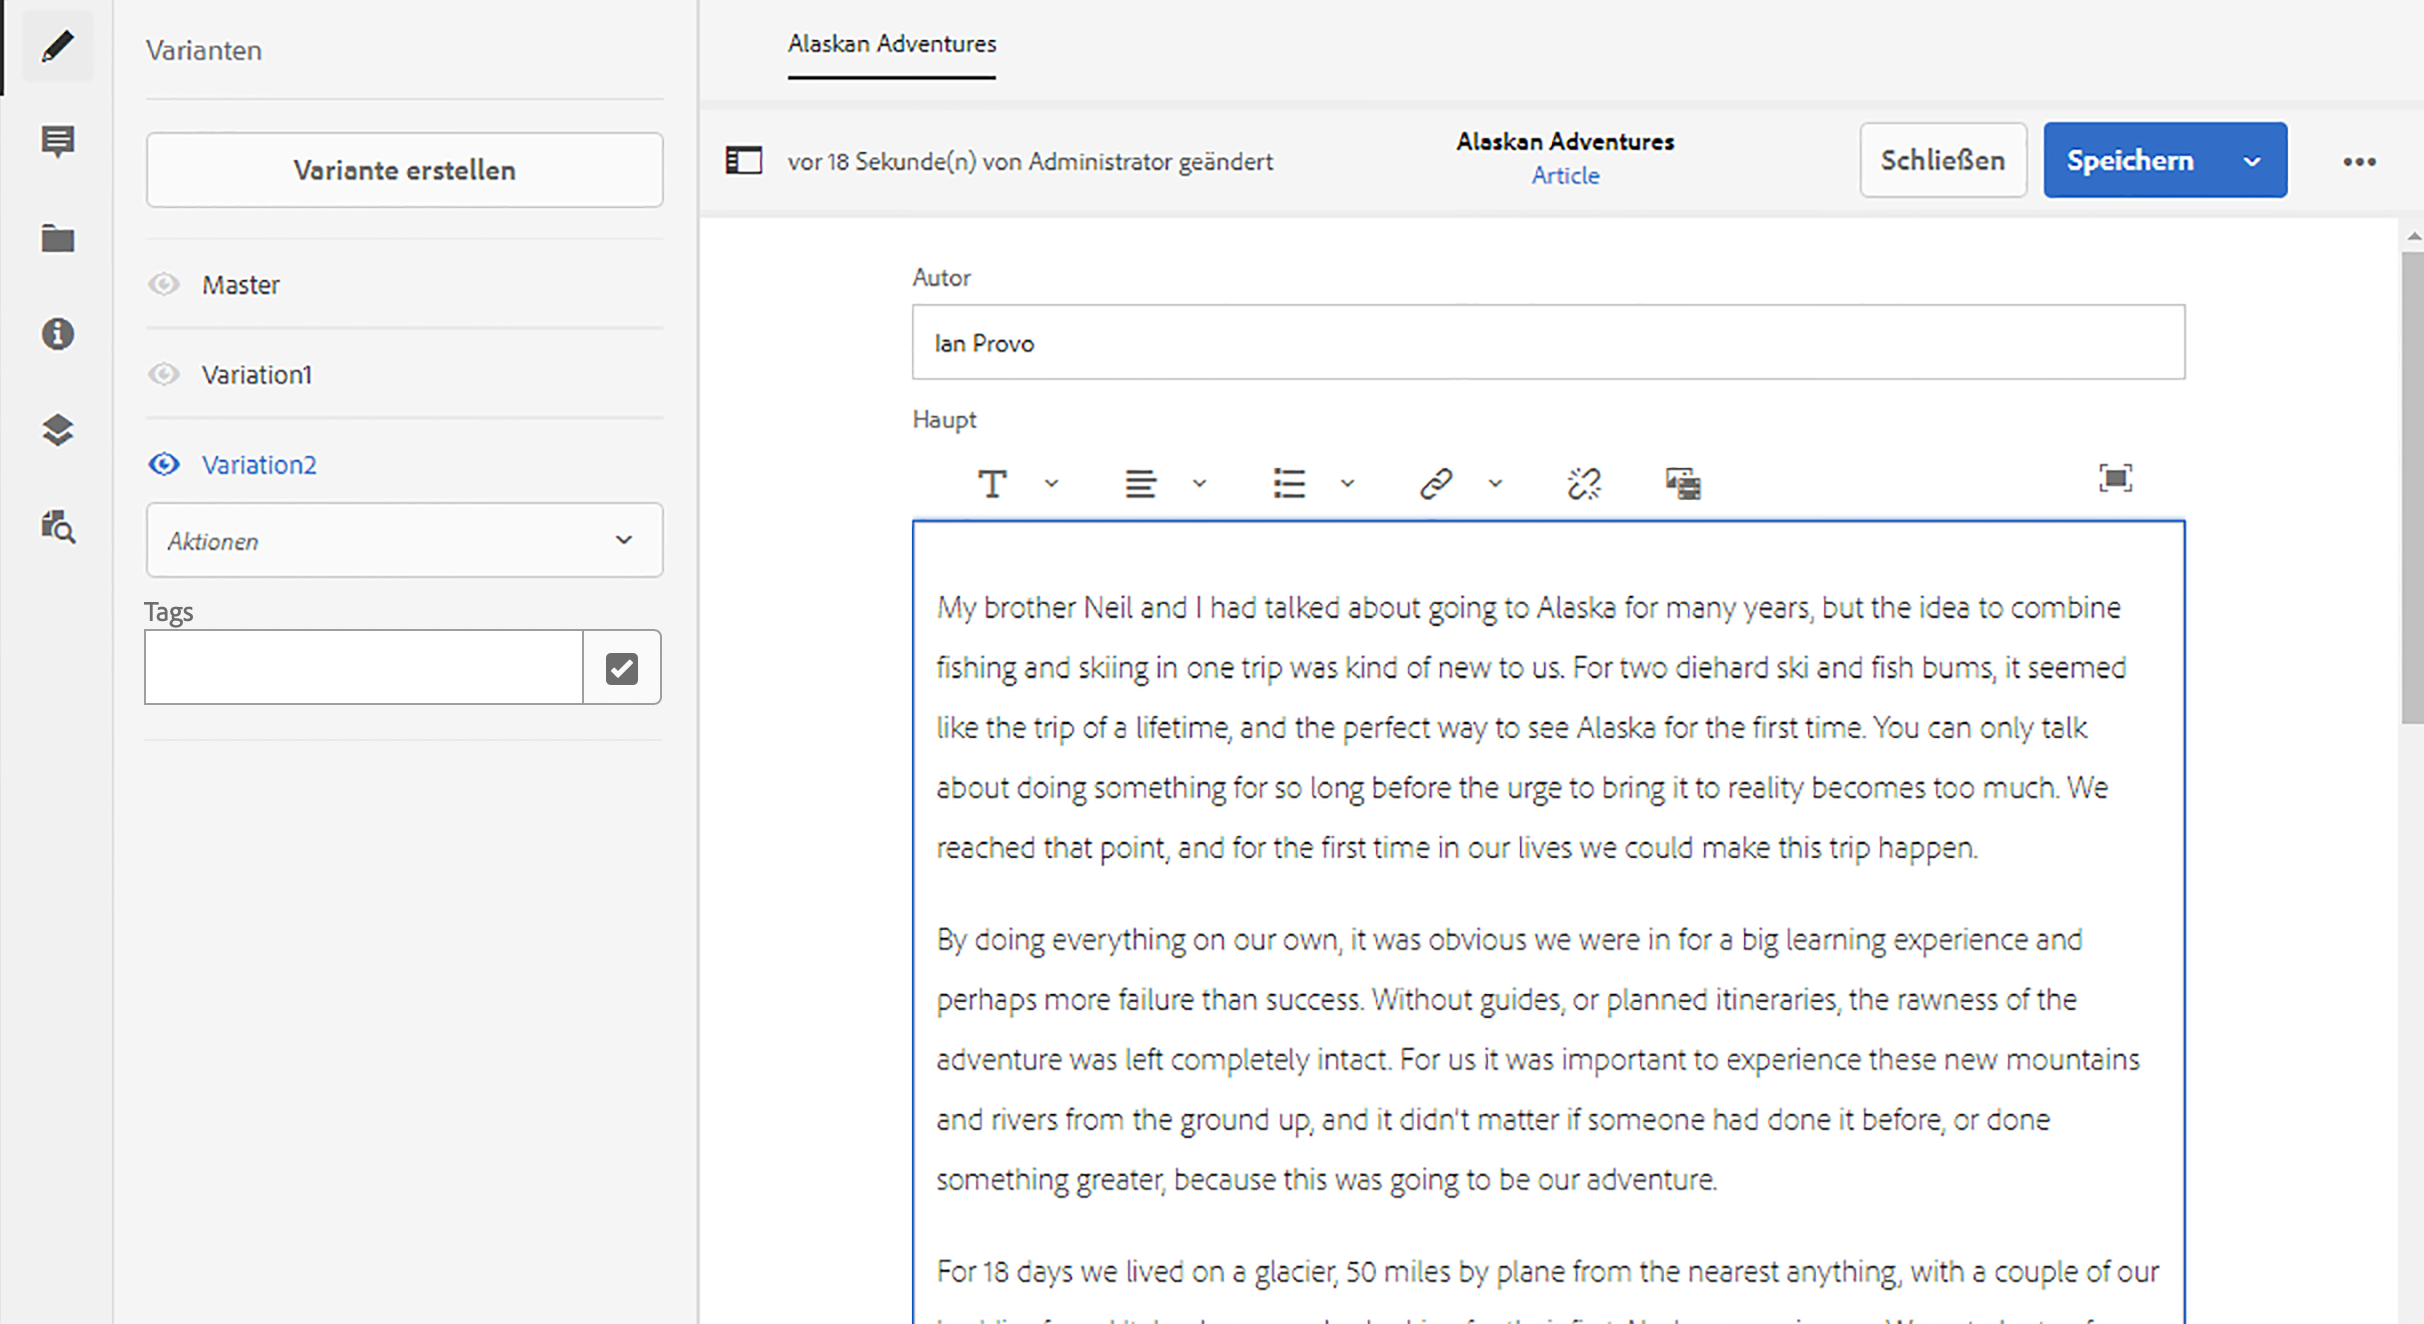 Varianten
Variante erstellen
Master
Variation1
Variation2
Aktionen
Tags
Alaskan Adventures
vor 18 Sekunde(n) von Administrator geändert
Alaskan Adventures
Article
Schließen
Speichern
Autor
Ian Provo
Haupt
My brother Neil and I had talked about going to Alaska for many years, but the idea to combine
fishing and skiing in one trip was kind of new to us. For two diehard ski and fish bums, it seemed
like the trip of a lifetime, and the perfect way to see Alaska for the first time. You can only talk
about doing something for so long before the urge to bring it to reality becomes too much. We
reached that point, and for the first time in our lives we could make this trip happen.
By doing everything on our own, it was obvious we were in for a big learning experience and
perhaps more failure than success. Without guides, or planned itineraries, the rawness of the
adventure was left completely intact. For us it was important to experience these new mountains
and rivers from the ground up, and it didn't matter if someone had done it before, or done
something greater, because this was going to be our adventure.
For 18 days we lived on a glacier, 50 miles by plane from the nearest anything, with a couple of our